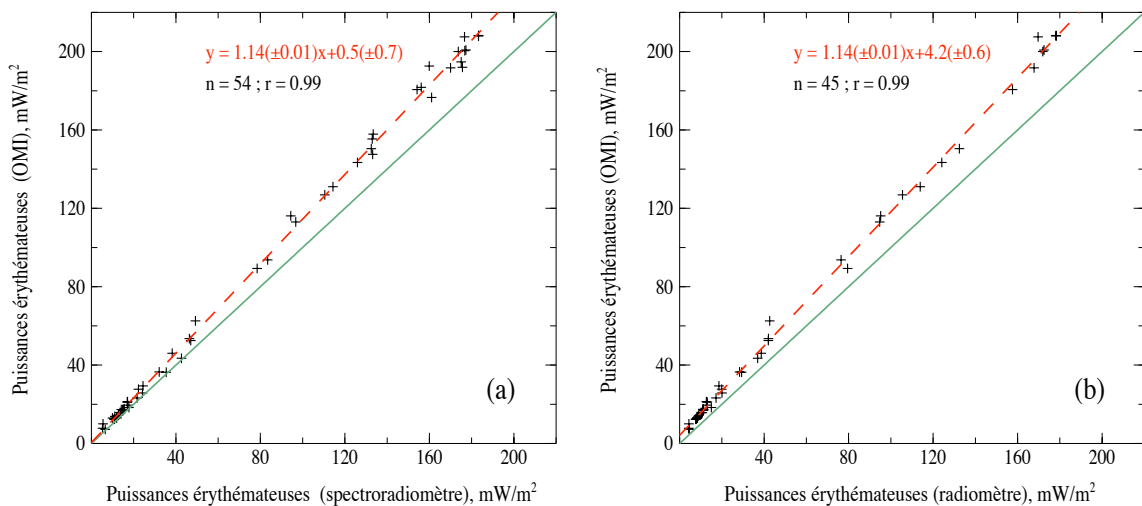 y = 1.14(±0.01)x+0.5(±0.7)
n = 54 ; r = 0.99
(a)
Puissances érythémateuses (OMI), mW/m²
0 40 80 120 160 200
0 40 80 120 160 200
Puissances érythémateuses (spectroradiomètre), mW/m²
y = 1.14(±0.01)x+4.2(±0.6)
n = 45 ; r = 0.99
(b)
Puissances érythémateuses (OMI), mW/m²
0 40 80 120 160 200
0 40 80 120 160 200
Puissances érythémateuses (radiomètre), mW/m²